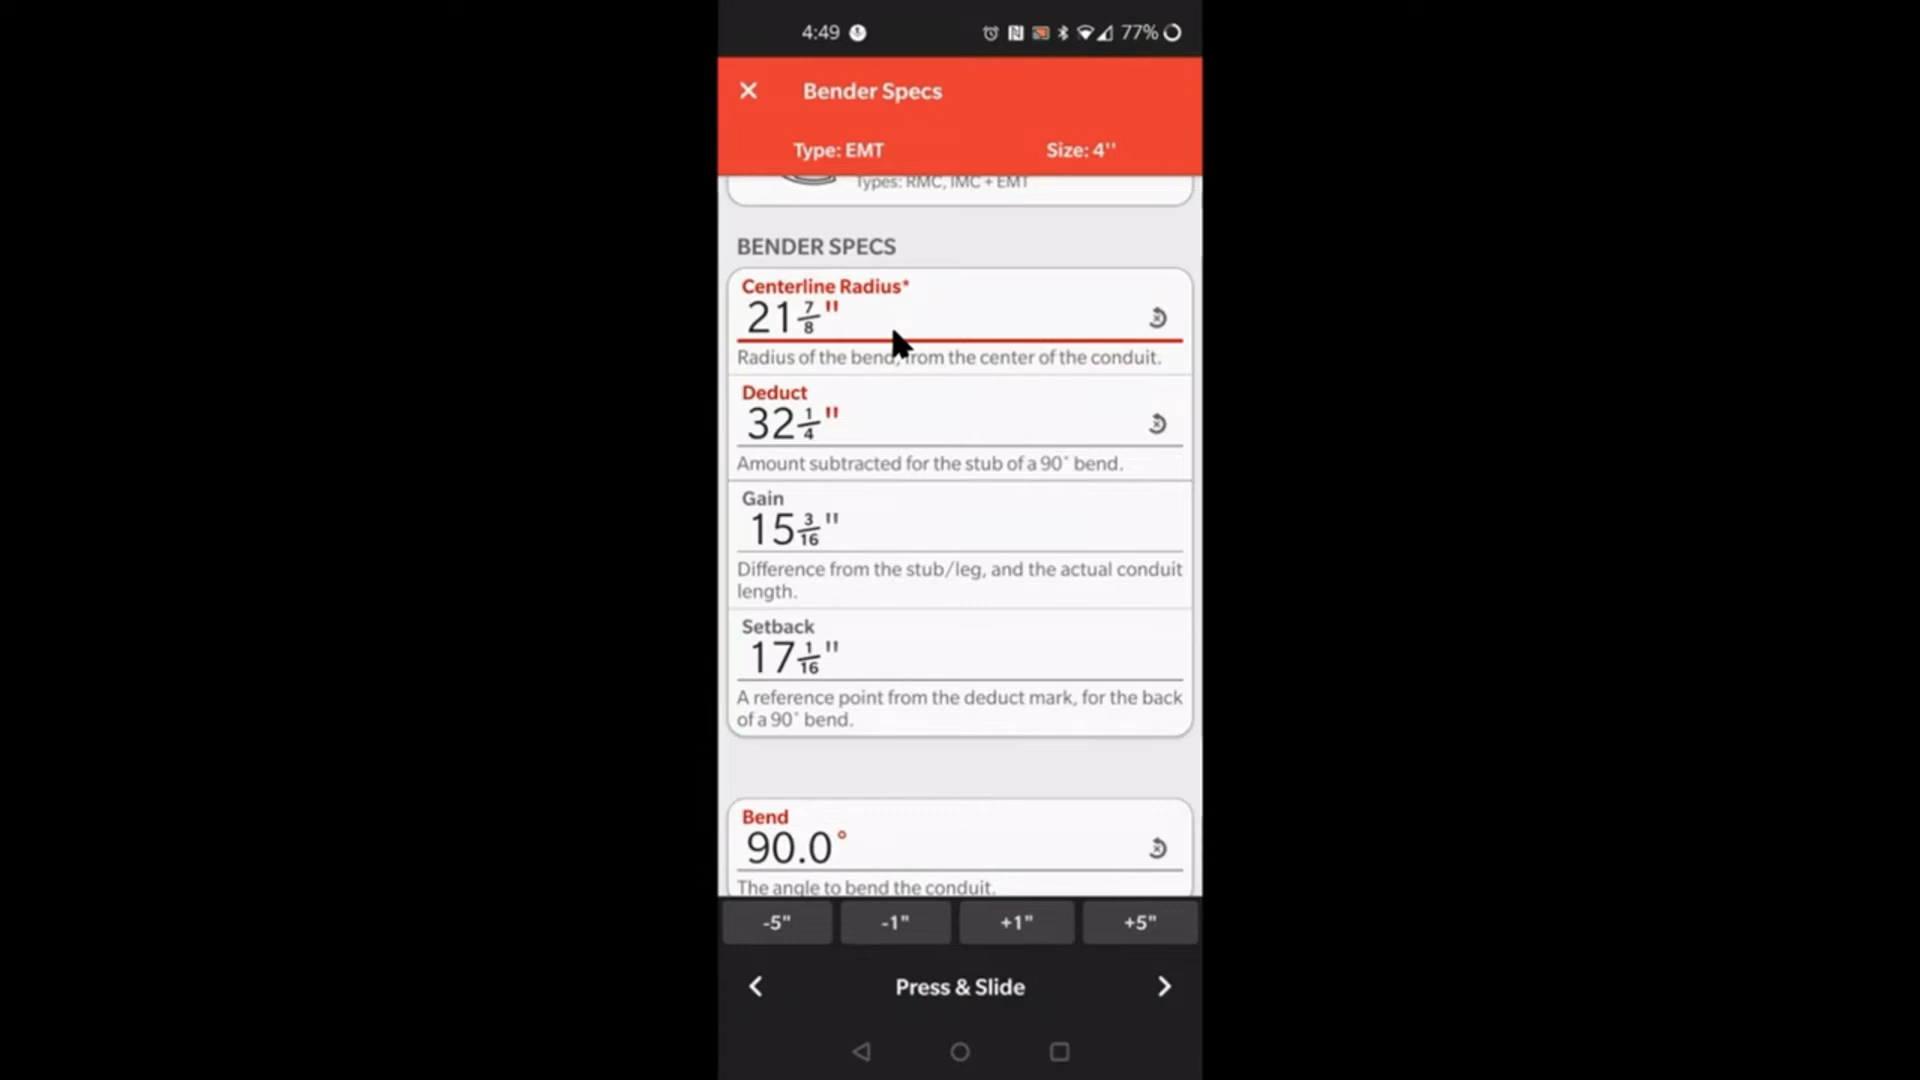 4:49 77%
Bender Specs
Type: EMT Size: 4''
Types: RMC, IMC + EMT
BENDER SPECS
Centerline Radius*
21 7/8"
Radius of the bend, from the center of the conduit.
Deduct
32 1/4"
Amount subtracted for the stub of a 90° bend.
Gain
15 3/16"
Difference from the stub/leg, and the actual conduit
length.
Setback
17 1/16"
A reference point from the deduct mark, for the back
of a 90° bend.
Bend
90.0°
The angle to bend the conduit.
-5" -1" +1" +5"
Press & Slide